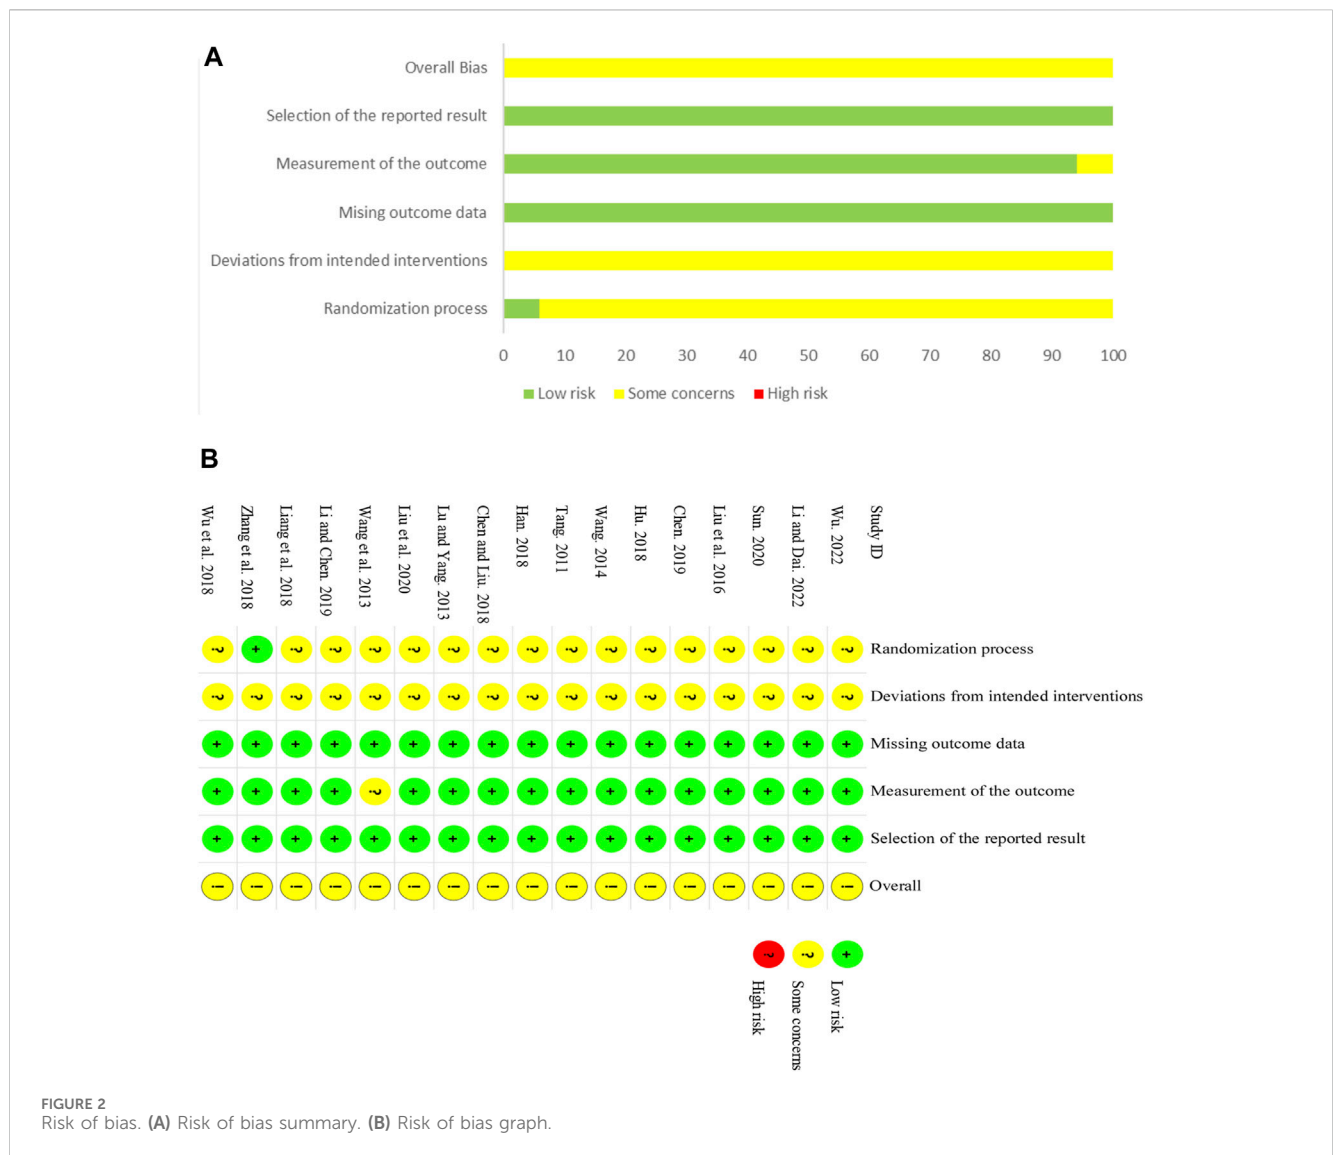 A
Overall Bias
Selection of the reported result
Measurement of the outcome
Mising outcome data
Deviations from intended interventions
Randomization process
0 10 20 30 40 50 60 70 80 90 100
Low risk Some concerns High risk
B
Wu et al. 2018
Zhang et al. 2018
Liang et al. 2018
Li and Chen. 2019
Wang et al. 2013
Liu et al. 2020
Lu and Yang. 2013
Chen and Liu. 2018
Han. 2018
Tang. 2011
Wang. 2014
Hu. 2018
Chen. 2019
Liu et al. 2016
Sun. 2020
Li and Dai. 2022
Wu. 2022
Study ID
? + ? ? ? ? ? ? ? ? ? ? ? ? ? ? ? Randomization process
? ? ? ? ? ? ? ? ? ? ? ? ? ? ? ? ? Deviations from intended interventions
+ + + + + + + + + + + + + + + + + Missing outcome data
+ + + + ? + + + + + + + + + + + + Measurement of the outcome
+ + + + + + + + + + + + + + + + + Selection of the reported result
! ! ! ! ! ! ! ! ! ! ! ! ! ! ! ! ! Overall
? ? +
High risk
Some concerns
Low risk
FIGURE 2
Risk of bias. (A) Risk of bias summary. (B) Risk of bias graph.